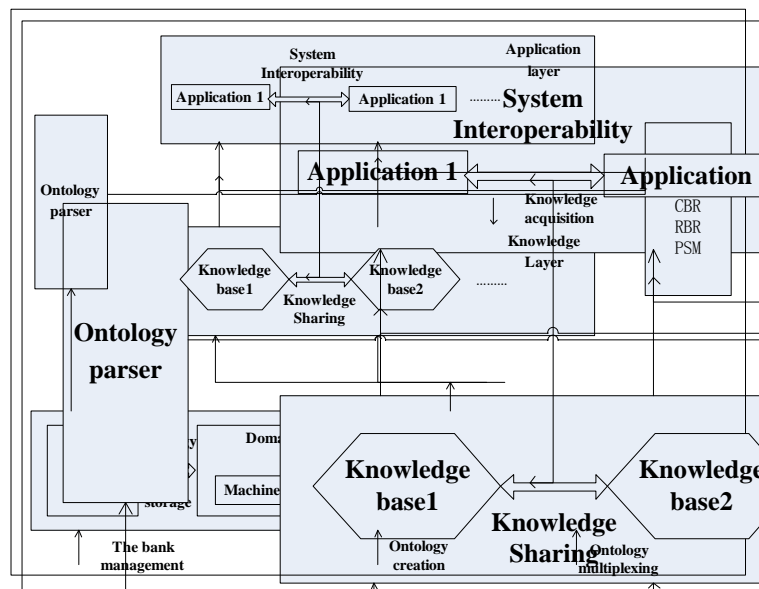 System
Interoperability
Application
layer
Application 1
Application 1
.........
System
Interoperability
Application 1
Application
Ontology
parser
CBR
RBR
PSM
Knowledge
acquisition
Knowledge
Layer
Knowledge
base1
Knowledge
base2
Knowledge
Sharing
.........
Ontology
parser
storage
Machine
Knowledge
base1
Knowledge
base2
Knowledge
Sharing
The bank
management
Ontology
creation
Ontology
multiplexing